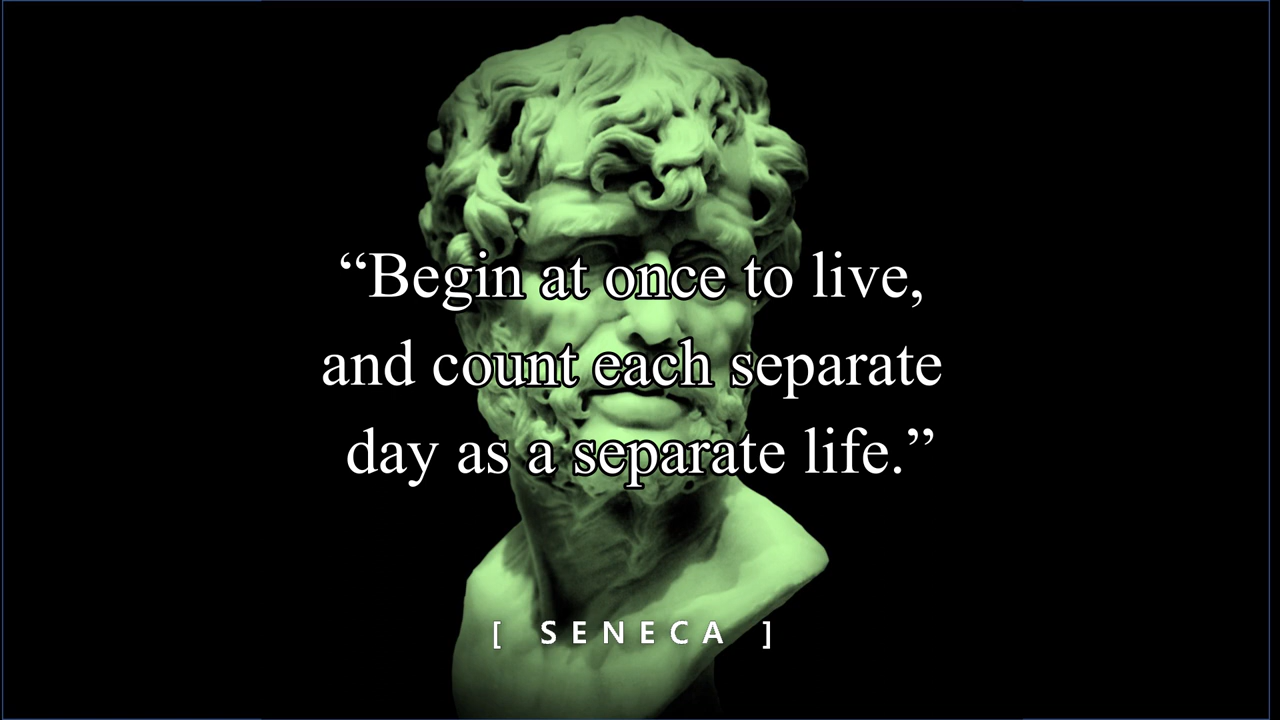 “Begin at once to live,
and count each separate
day as a separate life.”
[ SENECA ]